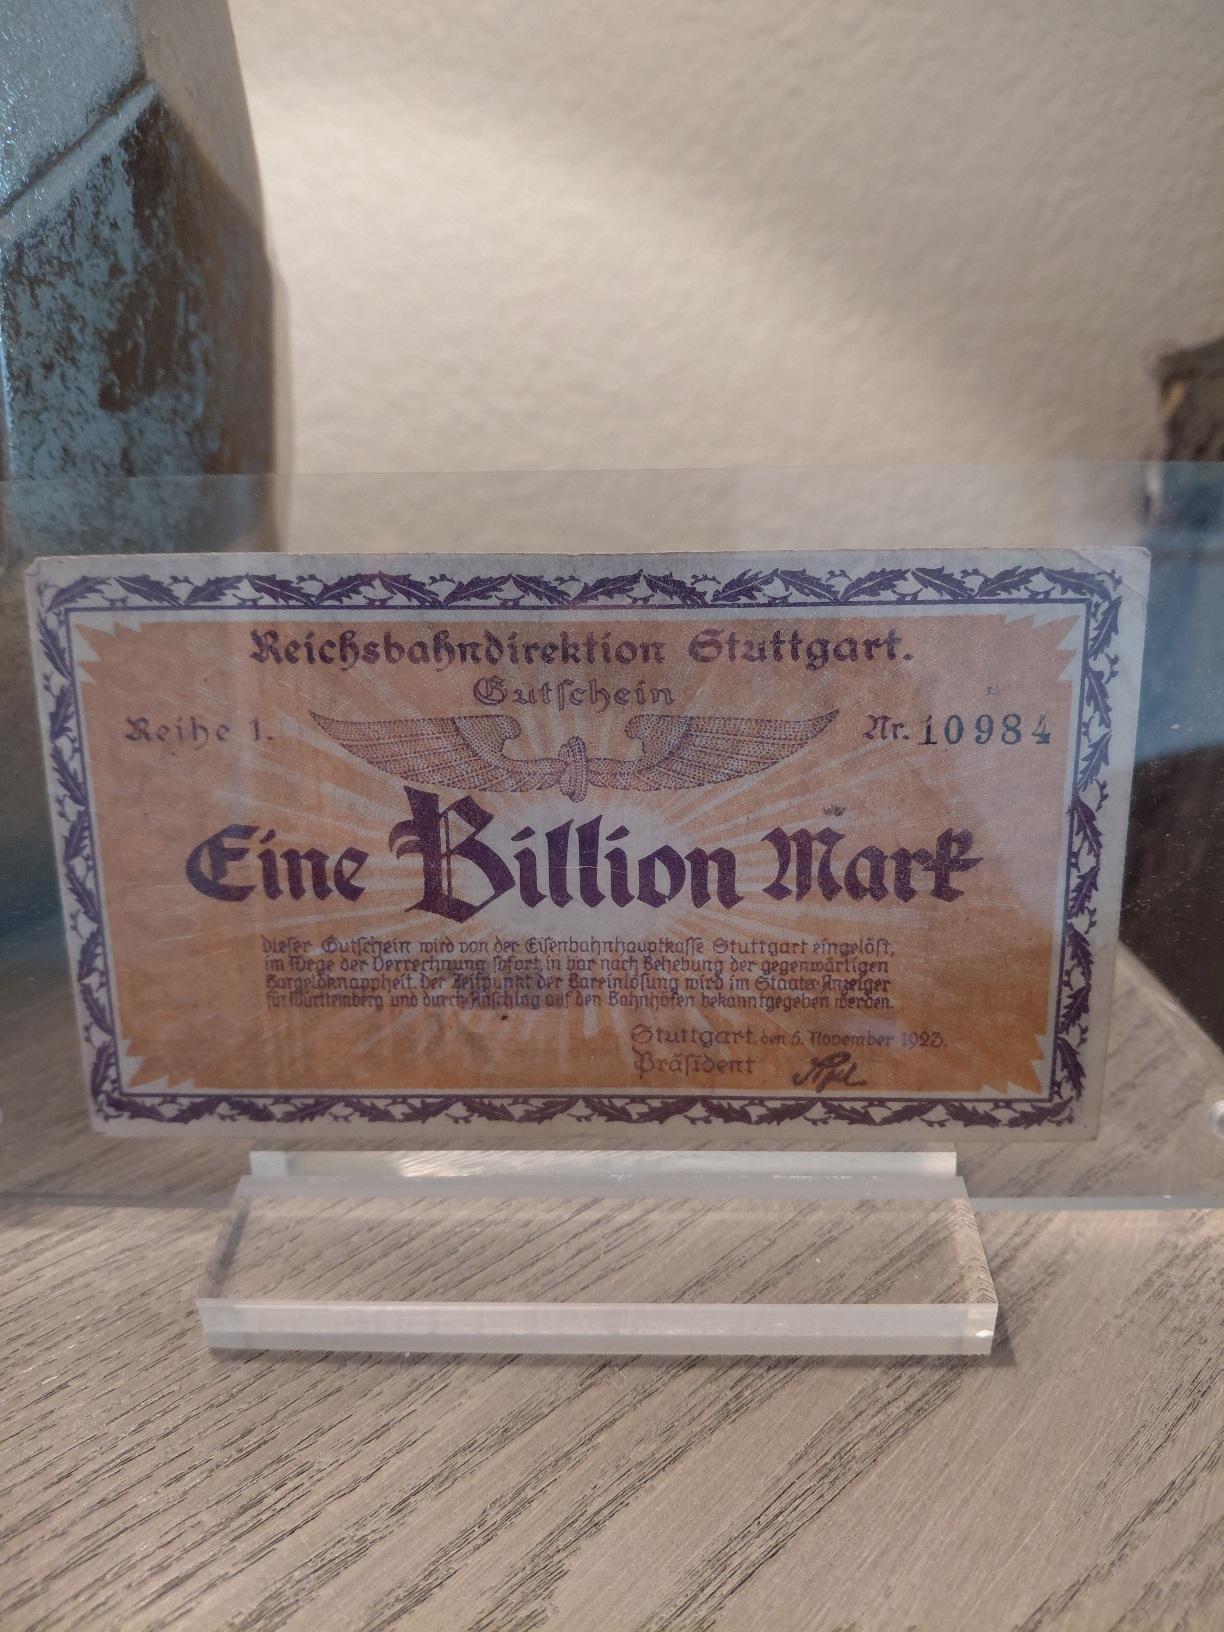 Reichsbahndirektion Stuttgart.
Gutschein
Reihe 1.
Nr. 10984
Eine Billion Mark
Dieser Gutschein wird von der Eisenbahnhauptkasse Stuttgart eingelöst,
im Wege der Verrechnung sofort, in bar nach Behebung der gegenwärtigen
Bargeldknappheit. Der Zeitpunkt der Bareinlösung wird im Staats-Anzeiger
für Württemberg und durch Anschlag auf den Bahnhöfen bekanntgegeben werden.
Stuttgart, den 5. November 1923.
Präsident